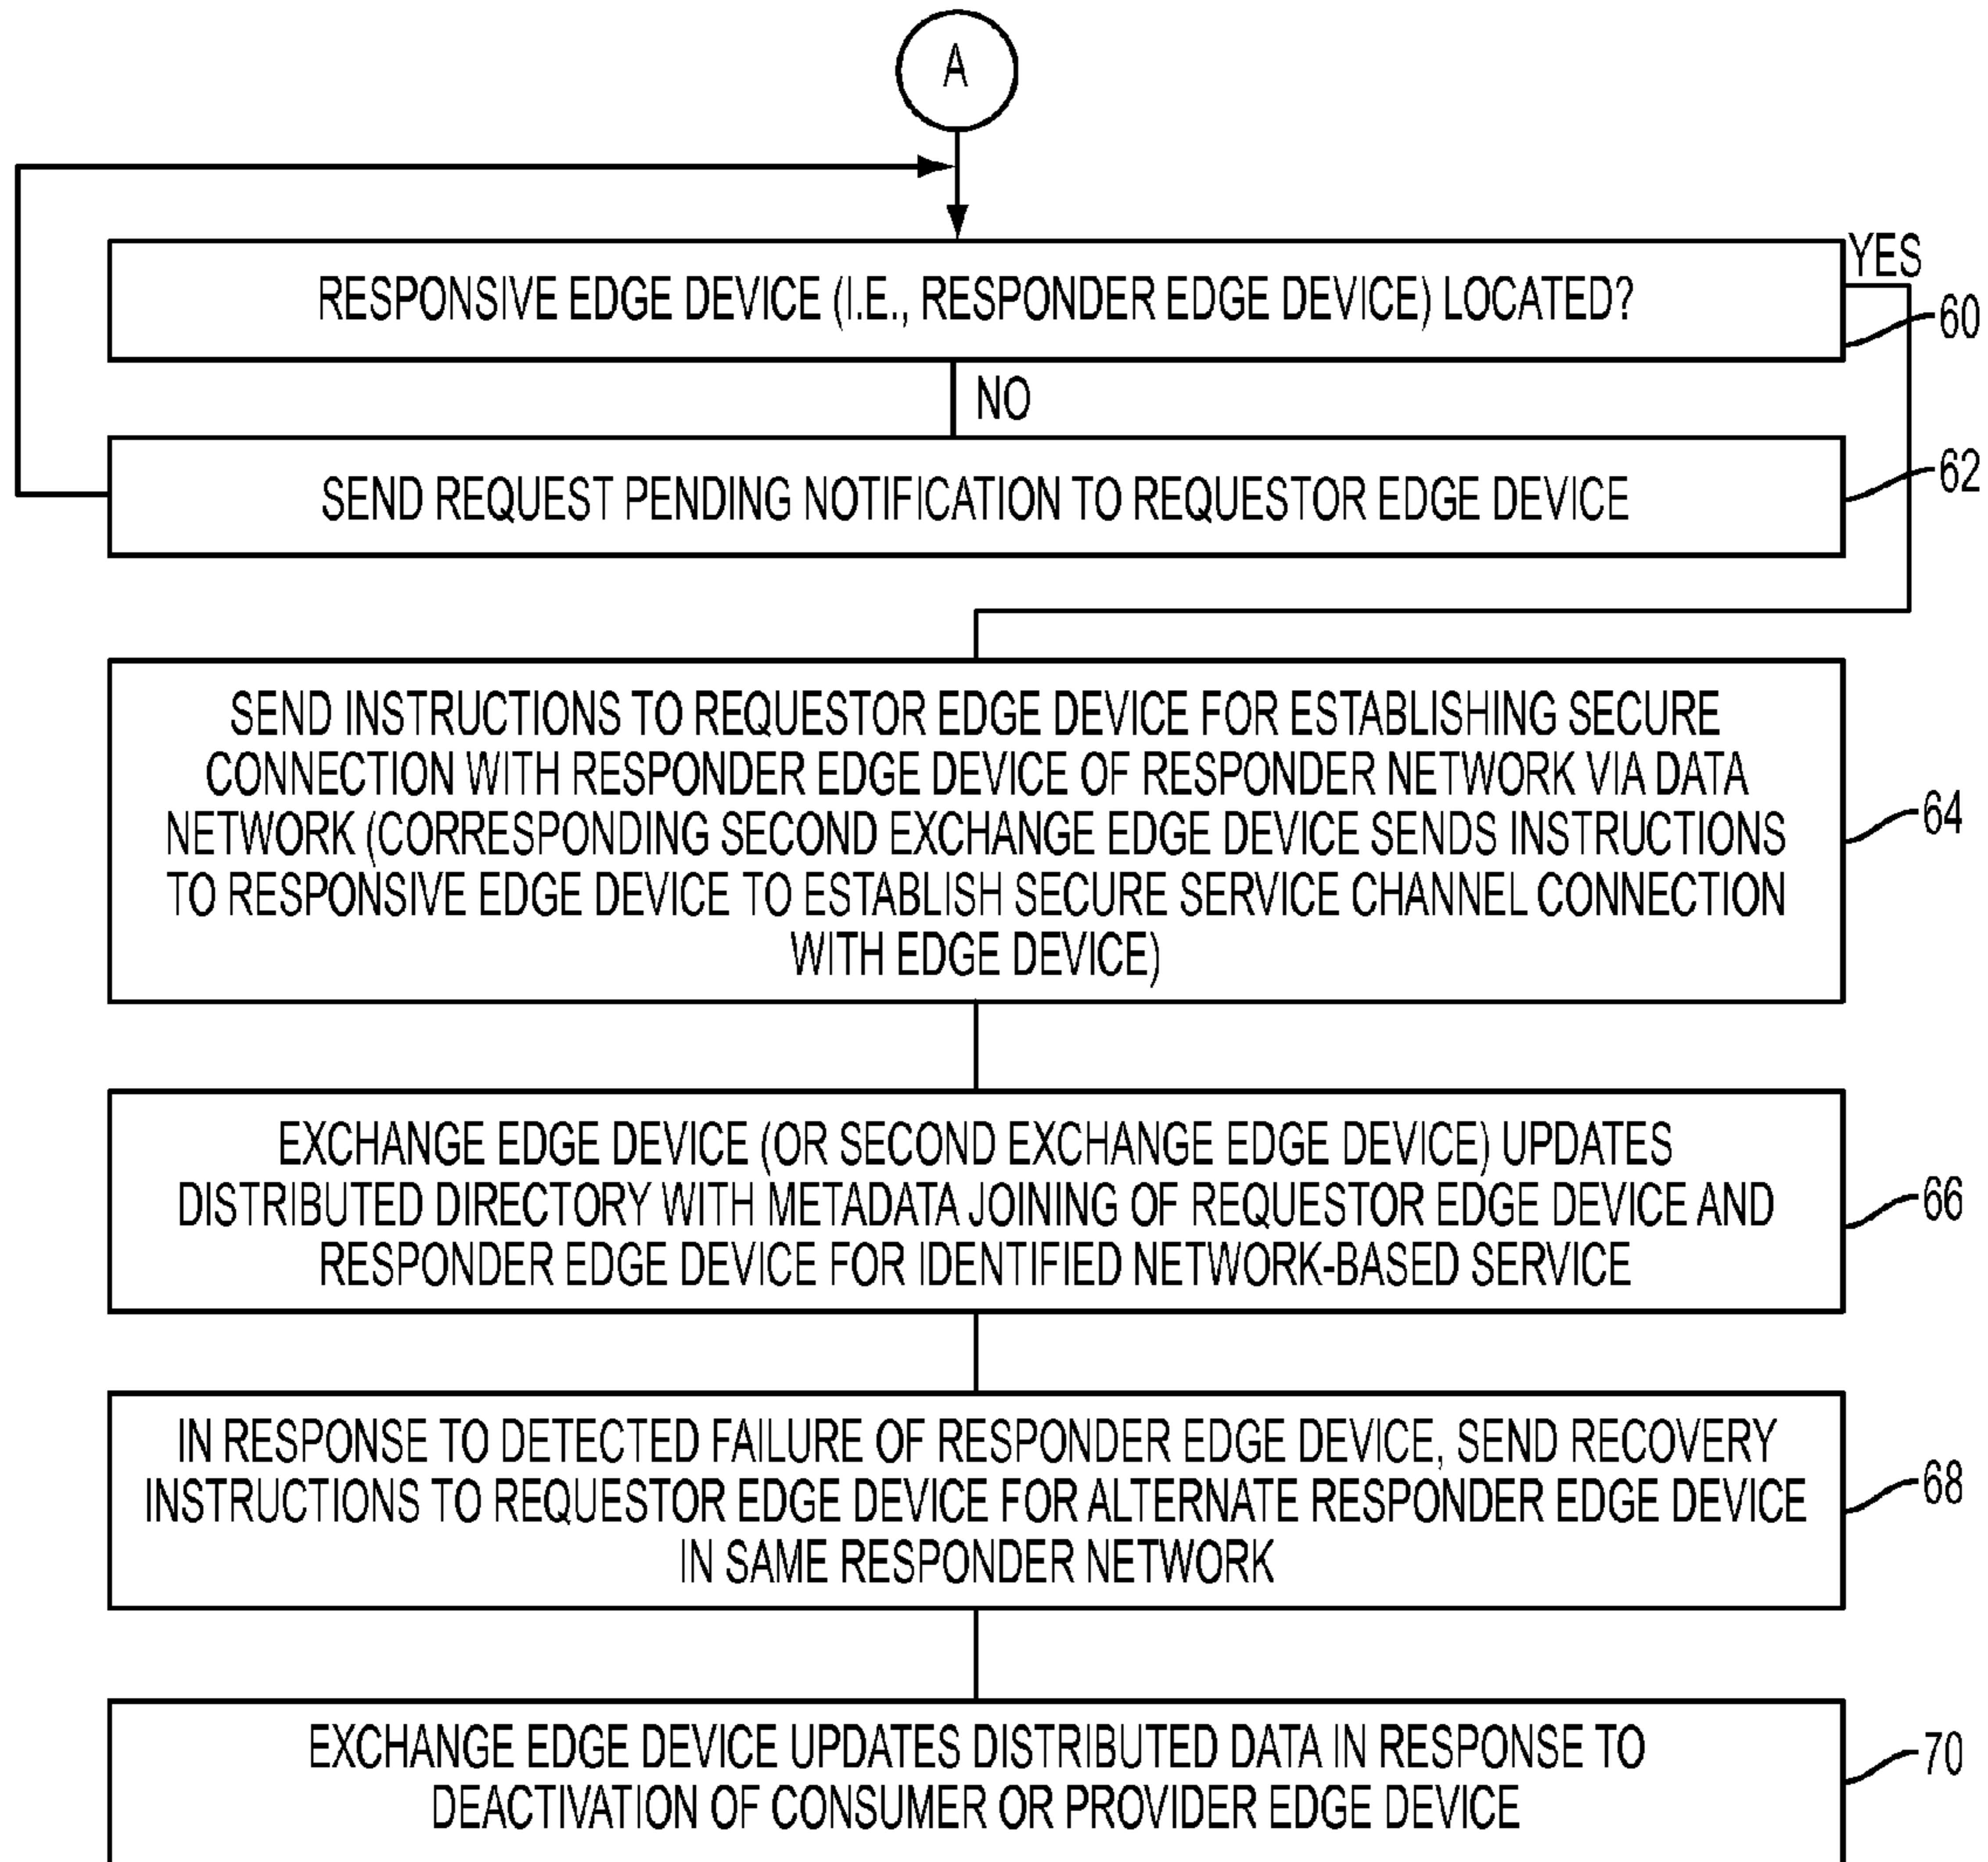 A
YES
RESPONSIVE EDGE DEVICE (I.E., RESPONDER EDGE DEVICE) LOCATED?
60
NO
SEND REQUEST PENDING NOTIFICATION TO REQUESTOR EDGE DEVICE
62
SEND INSTRUCTIONS TO REQUESTOR EDGE DEVICE FOR ESTABLISHING SECURE
CONNECTION WITH RESPONDER EDGE DEVICE OF RESPONDER NETWORK VIA DATA
NETWORK (CORRESPONDING SECOND EXCHANGE EDGE DEVICE SENDS INSTRUCTIONS
TO RESPONSIVE EDGE DEVICE TO ESTABLISH SECURE SERVICE CHANNEL CONNECTION
WITH EDGE DEVICE)
64
EXCHANGE EDGE DEVICE (OR SECOND EXCHANGE EDGE DEVICE) UPDATES
DISTRIBUTED DIRECTORY WITH METADATA JOINING OF REQUESTOR EDGE DEVICE AND
RESPONDER EDGE DEVICE FOR IDENTIFIED NETWORK-BASED SERVICE
66
IN RESPONSE TO DETECTED FAILURE OF RESPONDER EDGE DEVICE, SEND RECOVERY
INSTRUCTIONS TO REQUESTOR EDGE DEVICE FOR ALTERNATE RESPONDER EDGE DEVICE
IN SAME RESPONDER NETWORK
68
EXCHANGE EDGE DEVICE UPDATES DISTRIBUTED DATA IN RESPONSE TO
DEACTIVATION OF CONSUMER OR PROVIDER EDGE DEVICE
70